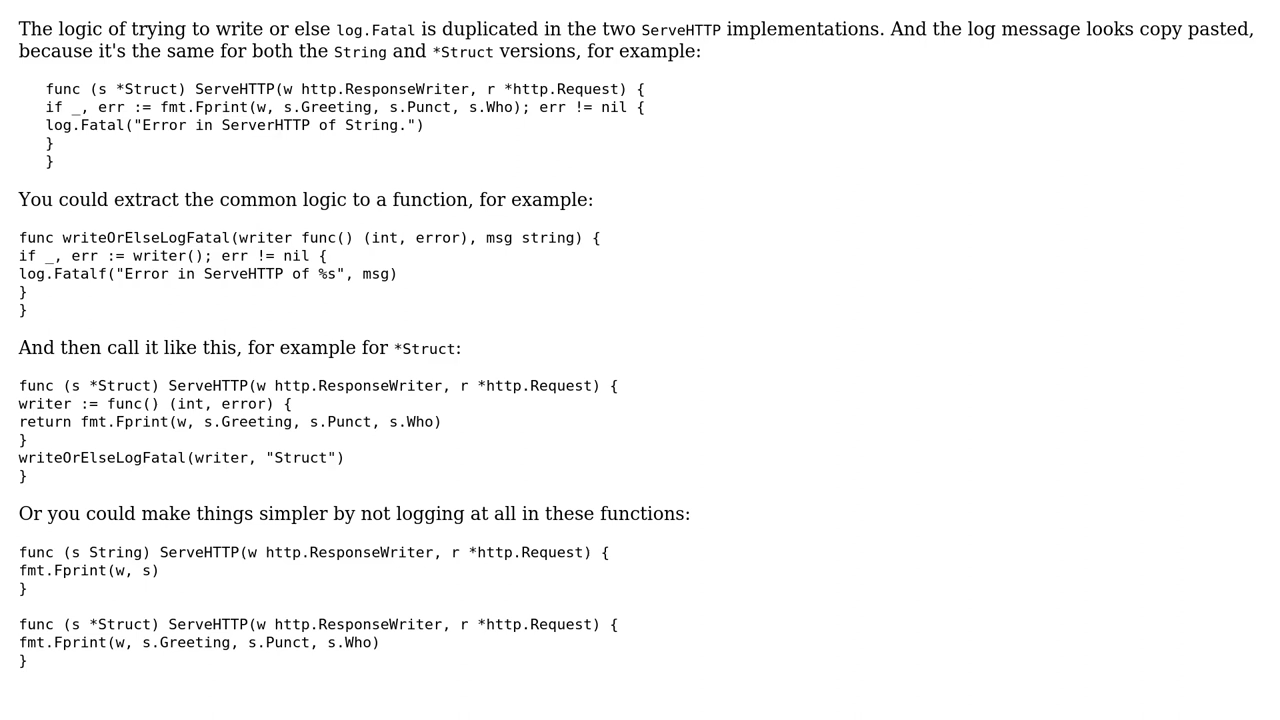 The logic of trying to write or else log.Fatal is duplicated in the two ServeHTTP implementations. And the log message looks copy pasted,
because it's the same for both the String and *Struct versions, for example:
func (s *Struct) ServeHTTP(w http.ResponseWriter, r *http.Request) {
if _, err := fmt.Fprint(w, s.Greeting, s.Punct, s.Who); err != nil {
log.Fatal("Error in ServerHTTP of String.")
}
}
You could extract the common logic to a function, for example:
func writeOrElseLogFatal(writer func() (int, error), msg string) {
if _, err := writer(); err != nil {
log.Fatalf("Error in ServeHTTP of %s", msg)
}
}
And then call it like this, for example for *Struct:
func (s *Struct) ServeHTTP(w http.ResponseWriter, r *http.Request) {
writer := func() (int, error) {
return fmt.Fprint(w, s.Greeting, s.Punct, s.Who)
}
writeOrElseLogFatal(writer, "Struct")
}
Or you could make things simpler by not logging at all in these functions:
func (s String) ServeHTTP(w http.ResponseWriter, r *http.Request) {
fmt.Fprint(w, s)
}
func (s *Struct) ServeHTTP(w http.ResponseWriter, r *http.Request) {
fmt.Fprint(w, s.Greeting, s.Punct, s.Who)
}